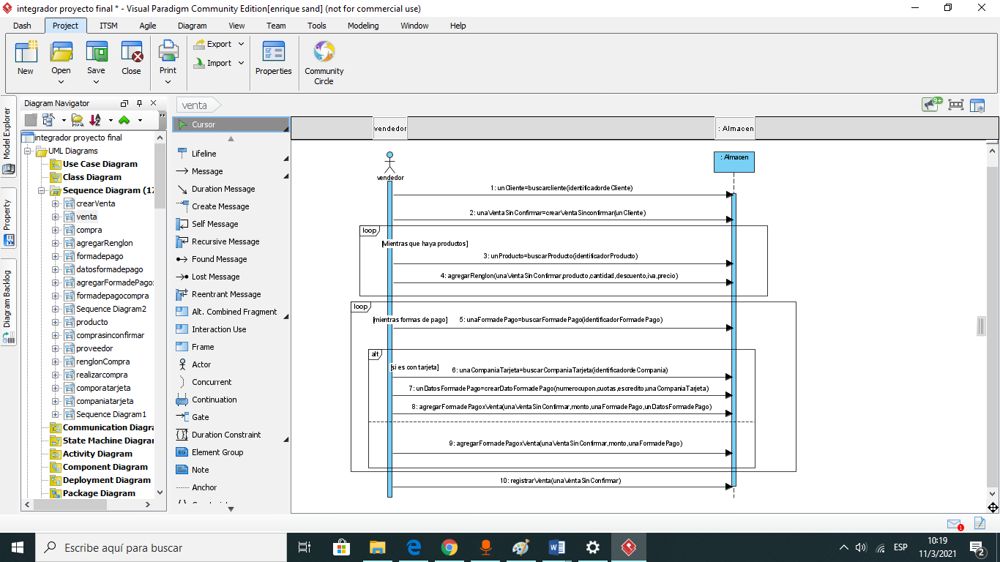 integrador proyecto final * - Visual Paradigm Community Edition[enrique sand] (not for commercial use)
Dash Project ITSM Agile Diagram View Team Tools Modeling Window Help
New Open Save Close Print Export Import Properties Community Circle
Diagram Navigator
venta
9+
Model Explorer
Property
Diagram Backlog
integrador proyecto final
UML Diagrams
Use Case Diagram
Class Diagram
Sequence Diagram (17
crearVenta
venta
compra
agregarRenglon
formadepago
datosformadepago
agregarFormadePagox
formadepagocompra
Sequence Diagram2
producto
comprasinconfirmar
proveedor
renglonCompra
realizarcompra
comporatarjeta
companiatarjeta
Sequence Diagram1
Communication Diagra
State Machine Diagrar
Activity Diagram
Component Diagram
Deployment Diagram
Package Diagram
Cursor
Lifeline
Message
Duration Message
Create Message
Self Message
Recursive Message
Found Message
Lost Message
Reentrant Message
Alt. Combined Fragment
Interaction Use
Frame
Actor
Concurrent
Continuation
Gate
Duration Constraint
Element Group
Note
Anchor
vendedor : Almacen
: Almacen
vendedor
1: unCliente=buscarcliente(identificadordeCliente)
2: unaVentaSinConfirmar=crearVentaSinconfirmar(unCliente)
loop
[Mientras que haya productos]
3: unProducto=buscarProducto(identificadorProducto)
4: agregarRenglon(unaVentaSinConfirmar,producto,cantidad,descuento,iva,precio)
loop
[mientras formas de pago] 5: unaFormadePago=buscarFormadePago(identificadorFormadePago)
alt
[si es con tarjeta] 6: unaCompaniaTarjeta=buscarCompaniaTarjeta(identificadordeCompania)
7: unDatosFormadePago=crearDatoFormadePago(numerocupon,cuotas,escredito,unaCompaniaTarjeta)
8: agregarFormadePagoxVenta(unaVentaSinConfirmar,monto,unaFormadePago,unDatosFormadePago)
9: agregarFormadePagoxVenta(unaVentaSinConfirmar,monto,unaFormadePago)
10: registrarVenta(unaVentaSinConfirmar)
1
Escribe aquí para buscar
ESP
10:19
11/3/2021
2